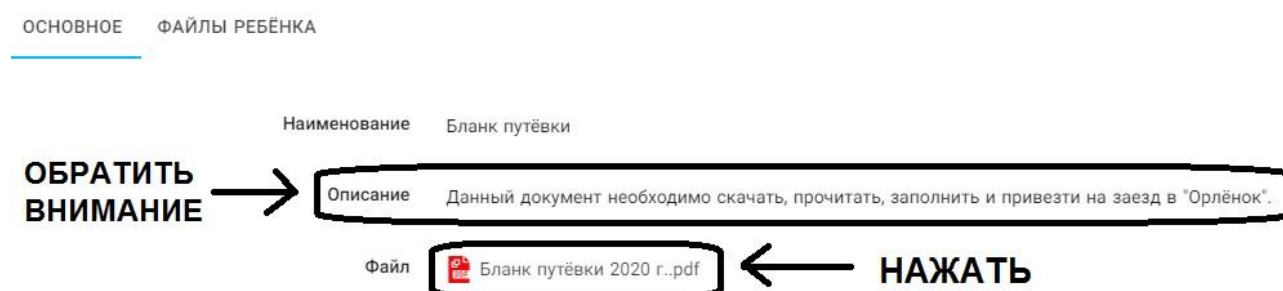 ОСНОВНОЕ ФАЙЛЫ РЕБЁНКА
Наименование Бланк путёвки
ОБРАТИТЬ ВНИМАНИЕ
Описание Данный документ необходимо скачать, прочитать, заполнить и привезти на заезд в "Орлёнок".
Файл Бланк путёвки 2020 г..pdf НАЖАТЬ